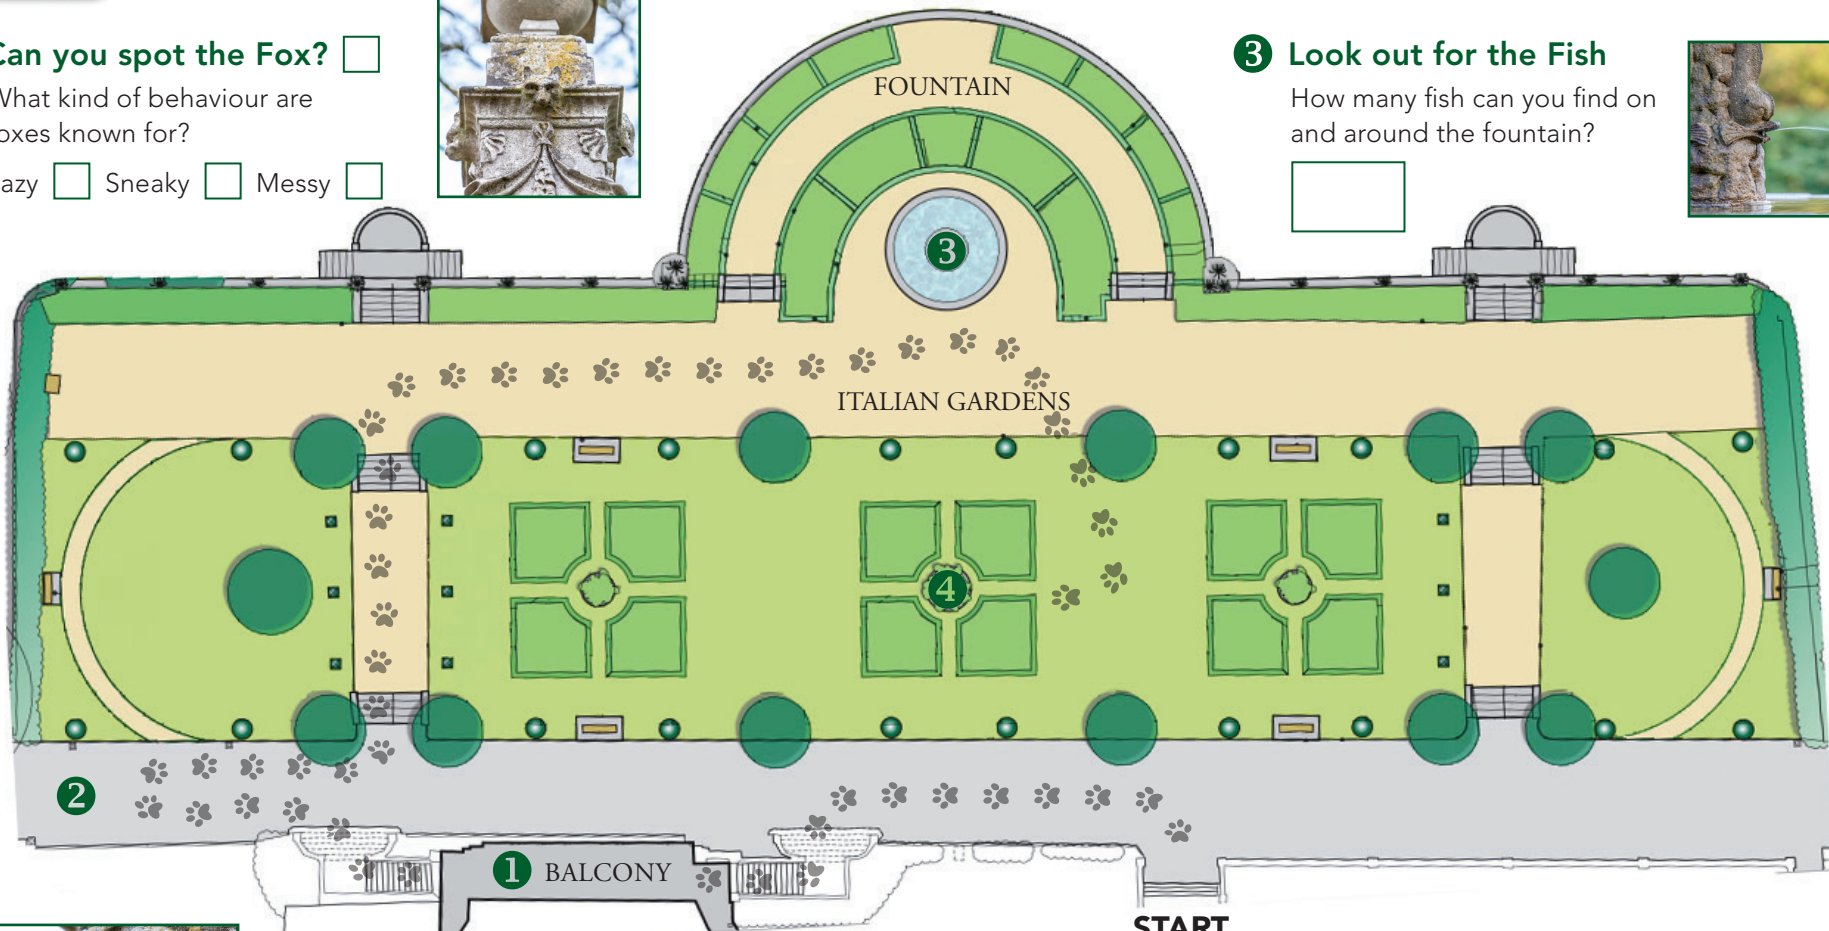 Can you spot the Fox?
What kind of behaviour are
foxes known for?
Lazy Sneaky Messy
3 Look out for the Fish
How many fish can you find on
and around the fountain?
FOUNTAIN
3
ITALIAN GARDENS
4
2
1 BALCONY
START